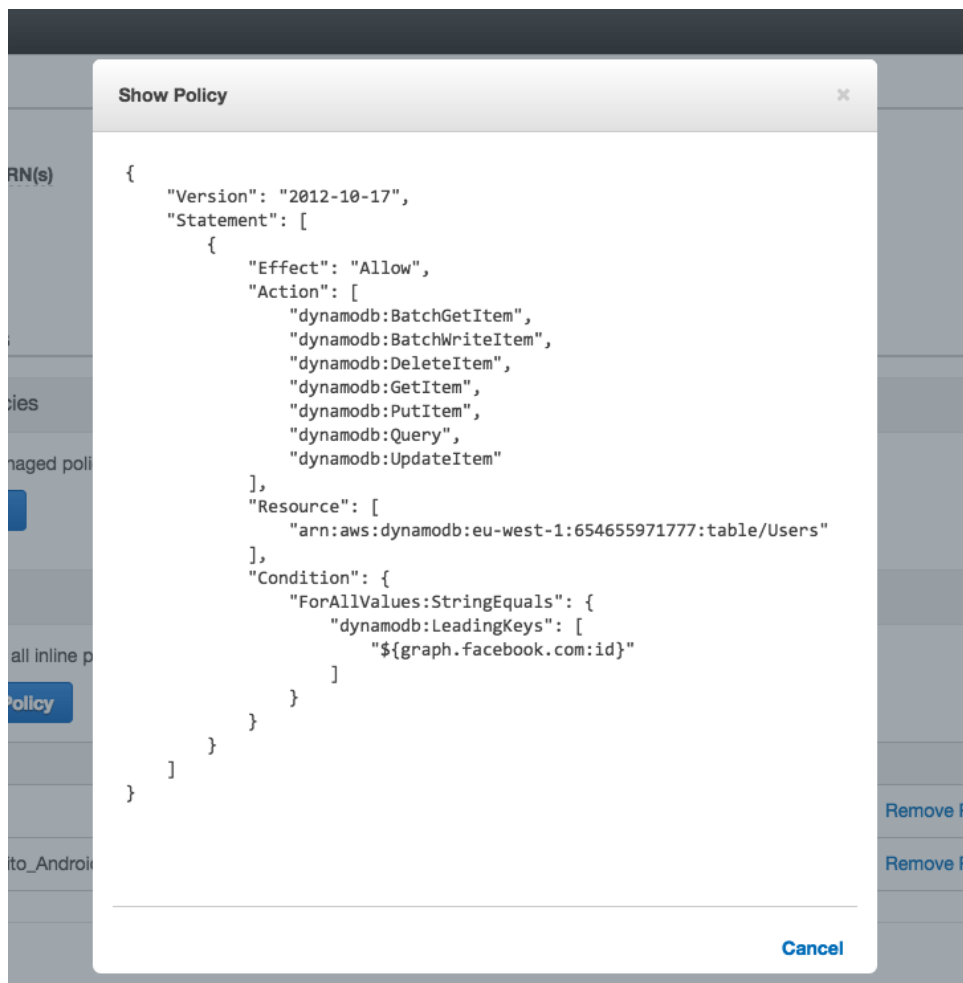 Show Policy
×
RN(s)
{
    "Version": "2012-10-17",
    "Statement": [
        {
            "Effect": "Allow",
            "Action": [
                "dynamodb:BatchGetItem",
                "dynamodb:BatchWriteItem",
                "dynamodb:DeleteItem",
                "dynamodb:GetItem",
                "dynamodb:PutItem",
                "dynamodb:Query",
                "dynamodb:UpdateItem"
            ],
            "Resource": [
                "arn:aws:dynamodb:eu-west-1:654655971777:table/Users"
            ],
            "Condition": {
                "ForAllValues:StringEquals": {
                    "dynamodb:LeadingKeys": [
                        "${graph.facebook.com:id}"
                    ]
                }
            }
        }
    ]
}
cies
naged poli
all inline p
Policy
Remove
ito_Androi
Remove
Cancel